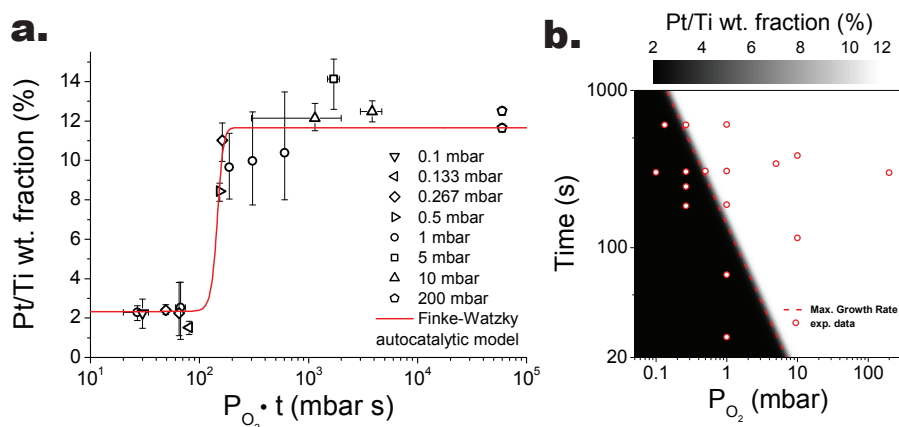 a.
Pt/Ti wt. fraction (%)
16
14
12
10
8
6
4
2
0
10¹
10²
10³
10⁴
10⁵
P_O₂ · t (mbar s)
0.1 mbar
0.133 mbar
0.267 mbar
0.5 mbar
1 mbar
5 mbar
10 mbar
200 mbar
Finke-Watzky
autocatalytic model
b.
Pt/Ti wt. fraction (%)
2 4 6 8 10 12
Time (s)
1000
100
20
Max. Growth Rate
exp. data
0.1 1 10 100
P_O₂ (mbar)